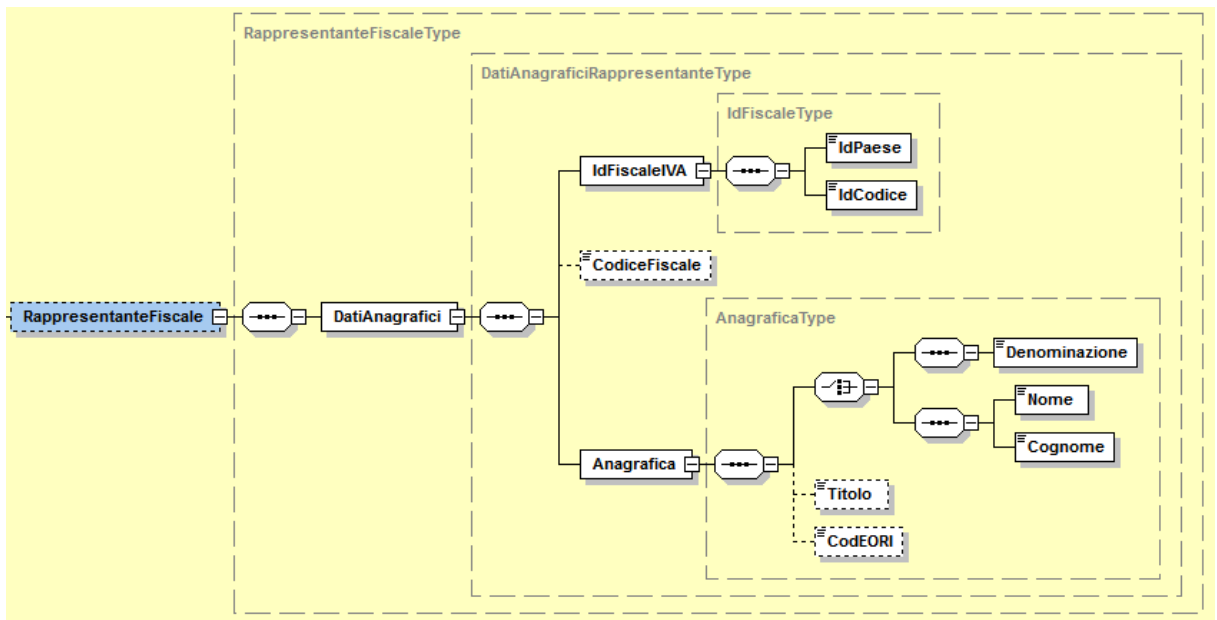 RappresentanteFiscaleType
DatiAnagraficiRappresentanteType
IdFiscaleType
IdPaese
IdFiscaleIVA
IdCodice
CodiceFiscale
RappresentanteFiscale
DatiAnagrafici
AnagraficaType
Denominazione
Nome
Cognome
Anagrafica
Titolo
CodEORI